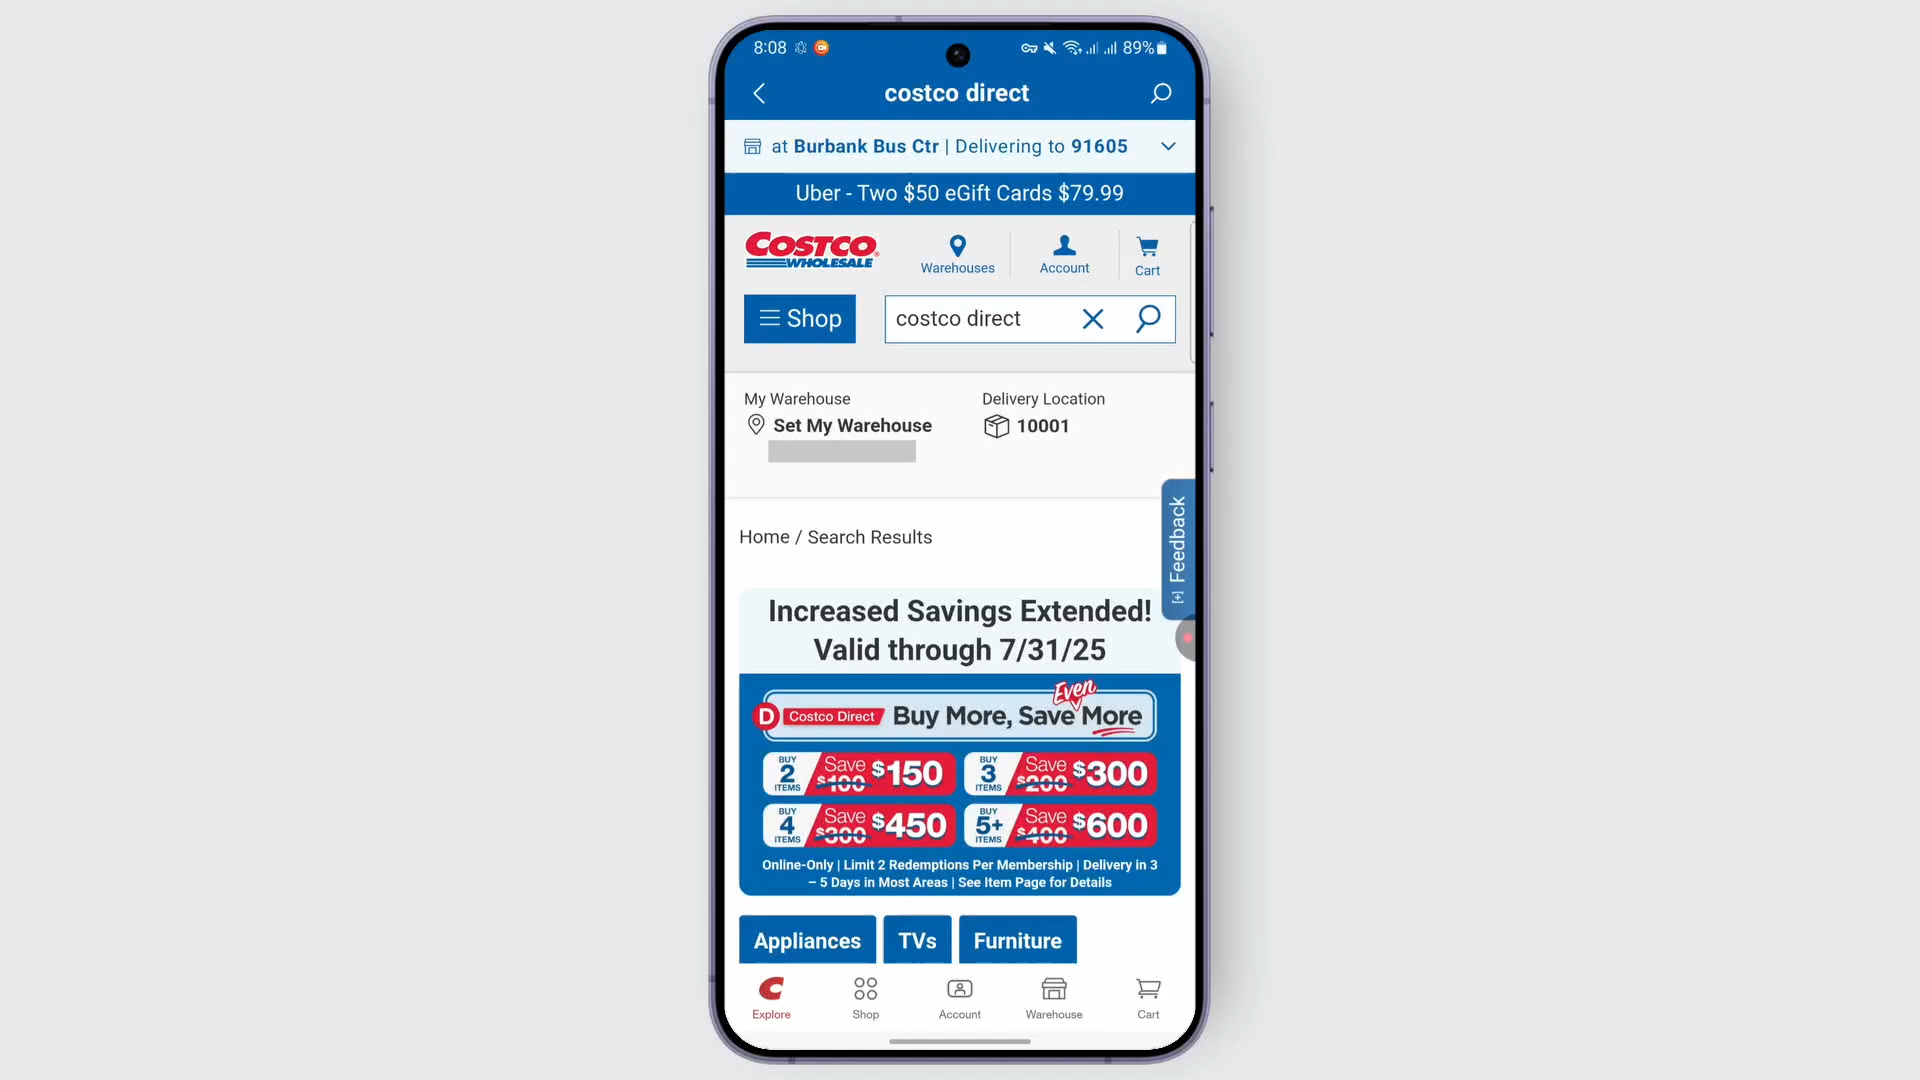 8:08
89%
costco direct
at Burbank Bus Ctr | Delivering to 91605
Uber - Two $50 eGift Cards $79.99
COSTCO
WHOLESALE
Warehouses
Account
Cart
Shop
costco direct
My Warehouse
Set My Warehouse
Delivery Location
10001
[+] Feedback
Home / Search Results
Increased Savings Extended!
Valid through 7/31/25
D Costco Direct Buy More, Save Even More
BUY 2 ITEMS Save $100 $150
BUY 3 ITEMS Save $200 $300
BUY 4 ITEMS Save $300 $450
BUY 5+ ITEMS Save $400 $600
Online-Only | Limit 2 Redemptions Per Membership | Delivery in 3
– 5 Days in Most Areas | See Item Page for Details
Appliances
TVs
Furniture
Explore
Shop
Account
Warehouse
Cart